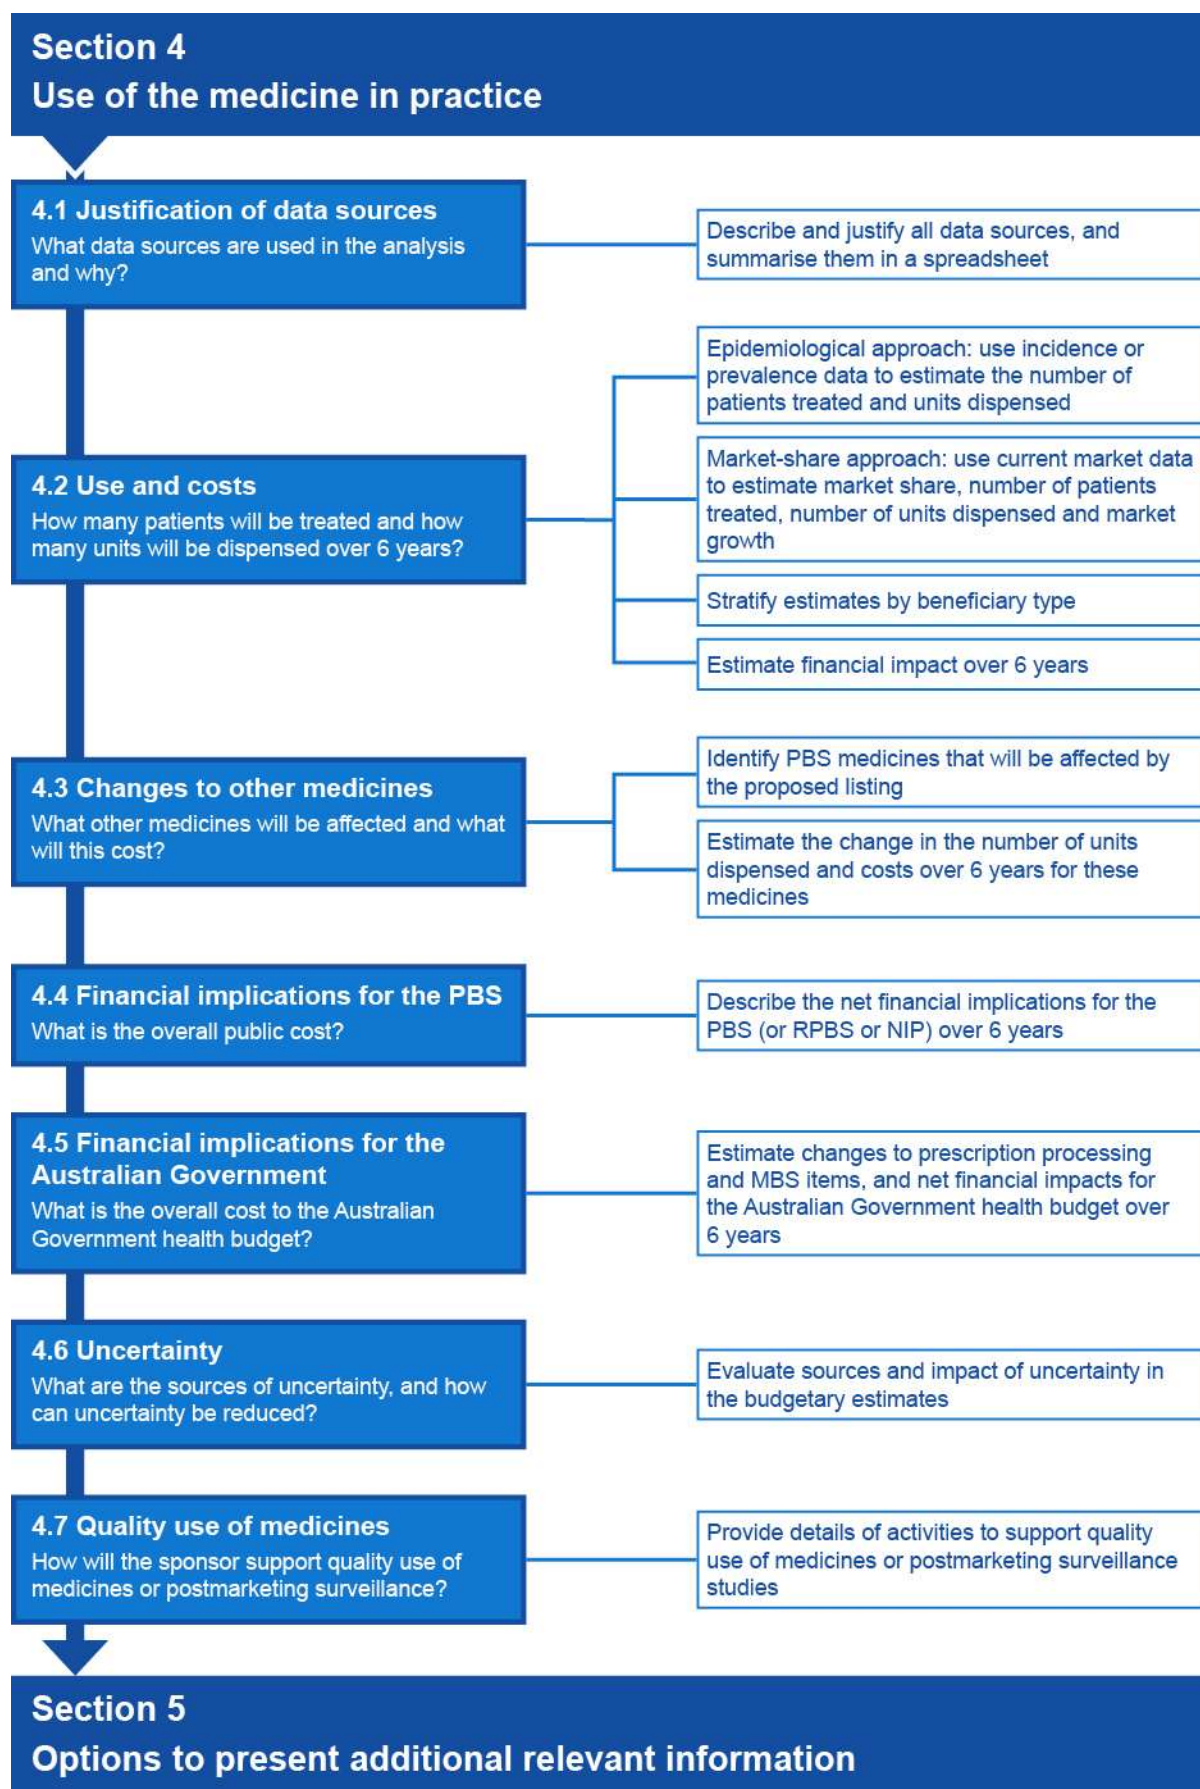 Section 4
Use of the medicine in practice
4.1 Justification of data sources
What data sources are used in the analysis
and why?
Describe and justify all data sources, and
summarise them in a spreadsheet
4.2 Use and costs
How many patients will be treated and how
many units will be dispensed over 6 years?
Epidemiological approach: use incidence or
prevalence data to estimate the number of
patients treated and units dispensed
Market-share approach: use current market data
to estimate market share, number of patients
treated, number of units dispensed and market
growth
Stratify estimates by beneficiary type
Estimate financial impact over 6 years
4.3 Changes to other medicines
What other medicines will be affected and what
will this cost?
Identify PBS medicines that will be affected by
the proposed listing
Estimate the change in the number of units
dispensed and costs over 6 years for these
medicines
4.4 Financial implications for the PBS
What is the overall public cost?
Describe the net financial implications for the
PBS (or RPBS or NIP) over 6 years
4.5 Financial implications for the
Australian Government
What is the overall cost to the Australian
Government health budget?
Estimate changes to prescription processing
and MBS items, and net financial impacts for
the Australian Government health budget over
6 years
4.6 Uncertainty
What are the sources of uncertainty, and how
can uncertainty be reduced?
Evaluate sources and impact of uncertainty in
the budgetary estimates
4.7 Quality use of medicines
How will the sponsor support quality use of
medicines or postmarketing surveillance?
Provide details of activities to support quality
use of medicines or postmarketing surveillance
studies
Section 5
Options to present additional relevant information